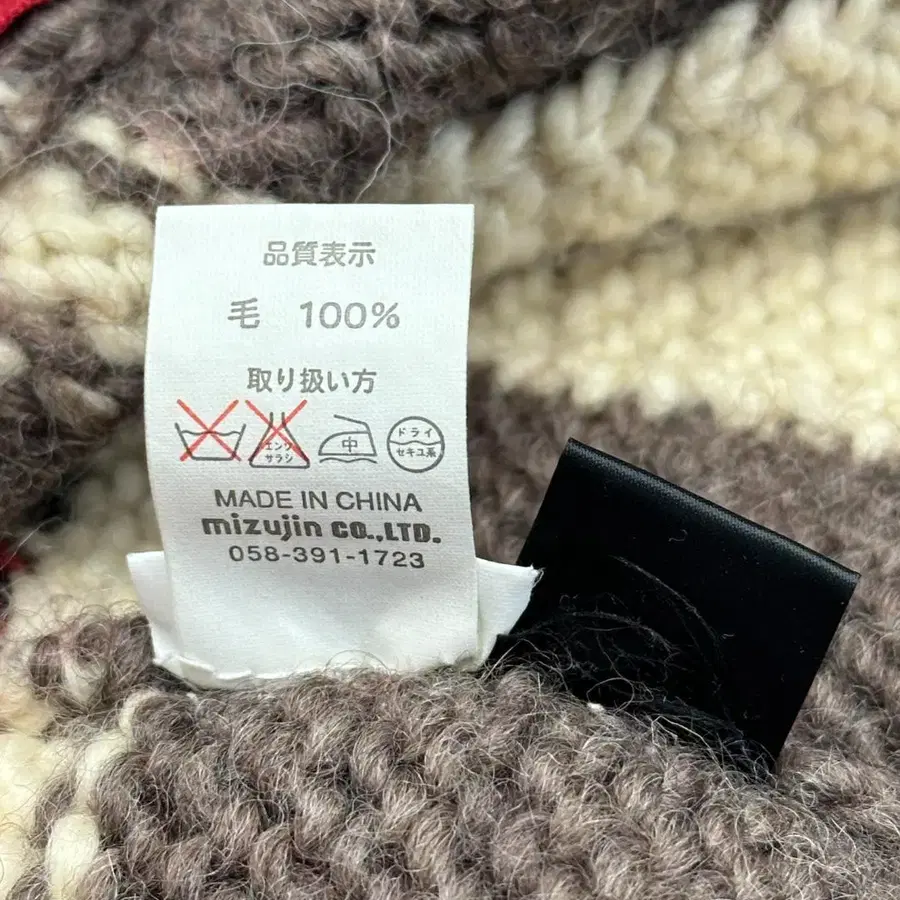 品質表示
毛 100%
取り扱い方
エンソ
サラシ
中
ドライ
セキユ系
MADE IN CHINA
mizujin CO.,LTD.
058-391-1723